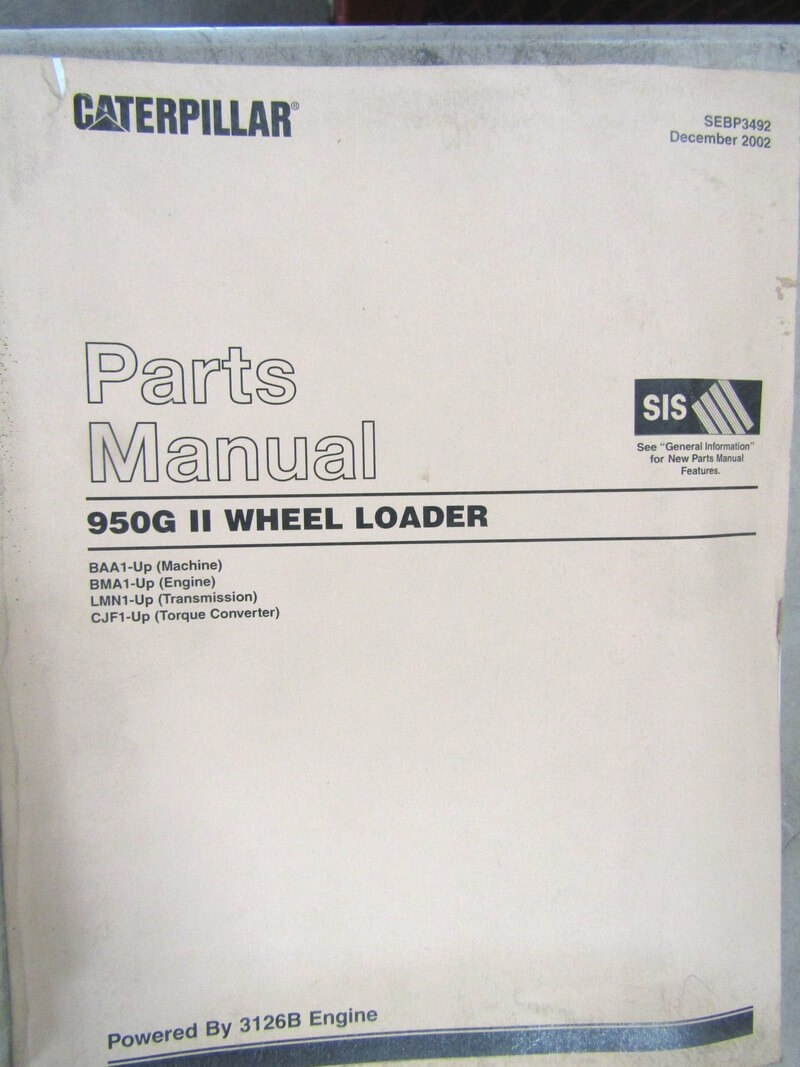 CATERPILLAR®
SEBP3492
December 2002
Parts
Manual
SIS
See "General Information"
for New Parts Manual
Features.
950G II WHEEL LOADER
BAA1-Up (Machine)
BMA1-Up (Engine)
LMN1-Up (Transmission)
CJF1-Up (Torque Converter)
Powered By 3126B Engine